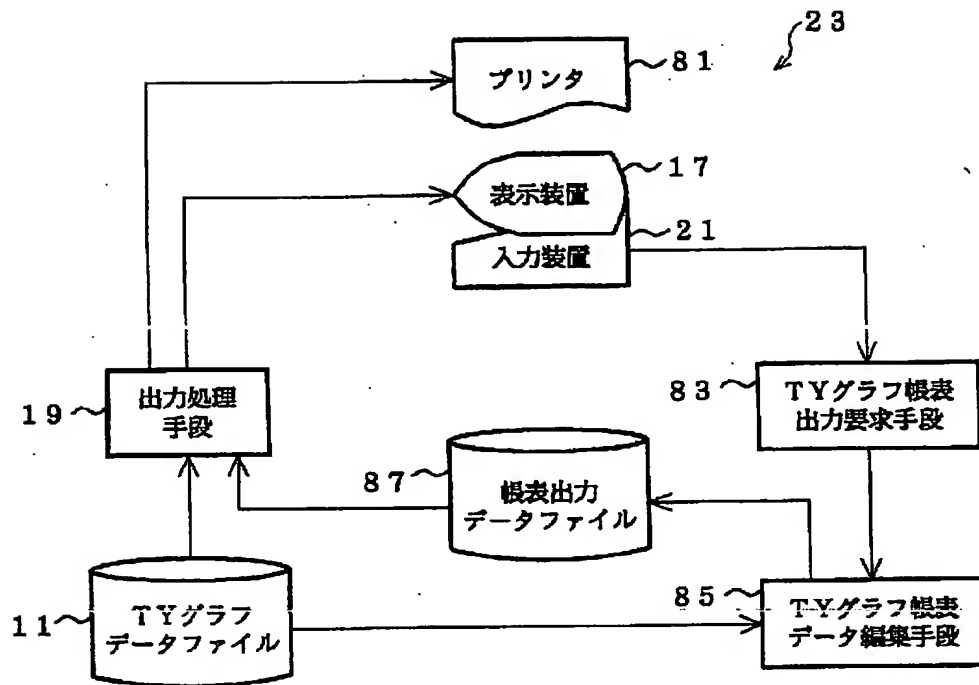 23
プリンタ
81
表示装置
17
入力装置
21
出力処理
手段
19
TYグラフ帳表
出力要求手段
83
帳表出力
データファイル
87
TYグラフ
データファイル
11
TYグラフ帳表
データ編集手段
85